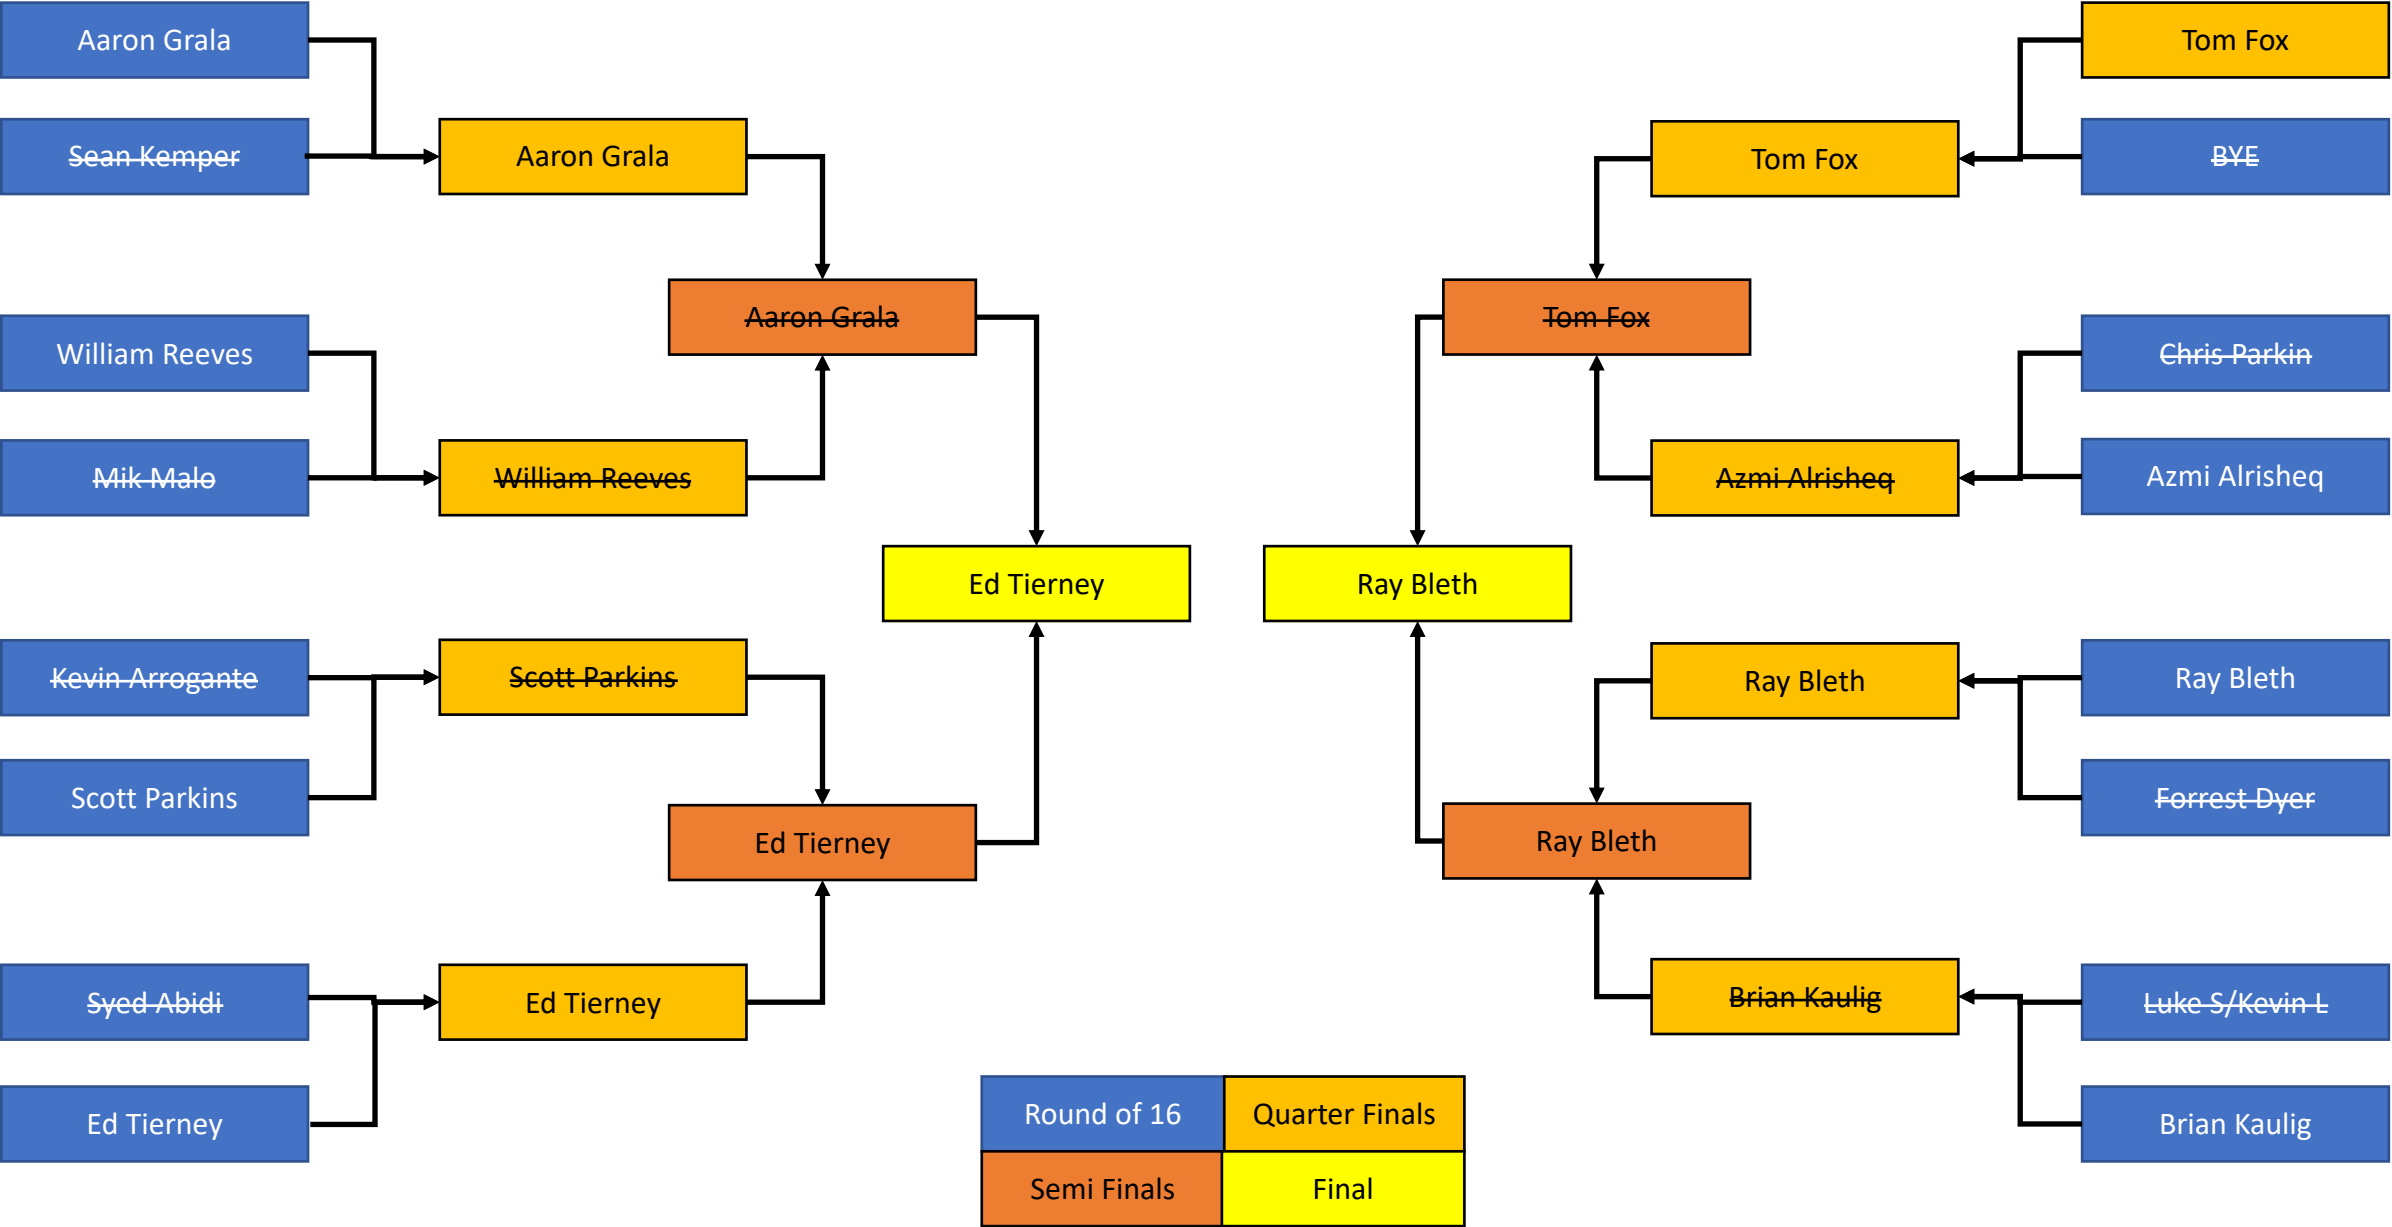 Aaron Grala
Tom Fox
Sean Kemper
Aaron Grala
Tom Fox
BYE
Aaron Grala
Tom Fox
William Reeves
Chris Parkin
Mik Malo
William Reeves
Azmi Alrisheq
Azmi Alrisheq
Ed Tierney
Ray Bleth
Kevin Arrogante
Scott Parkins
Ray Bleth
Ray Bleth
Scott Parkins
Forrest Dyer
Ed Tierney
Ray Bleth
Syed Abidi
Ed Tierney
Brian Kaulig
Luke S/Kevin L
Ed Tierney
Brian Kaulig
Round of 16
Quarter Finals
Semi Finals
Final